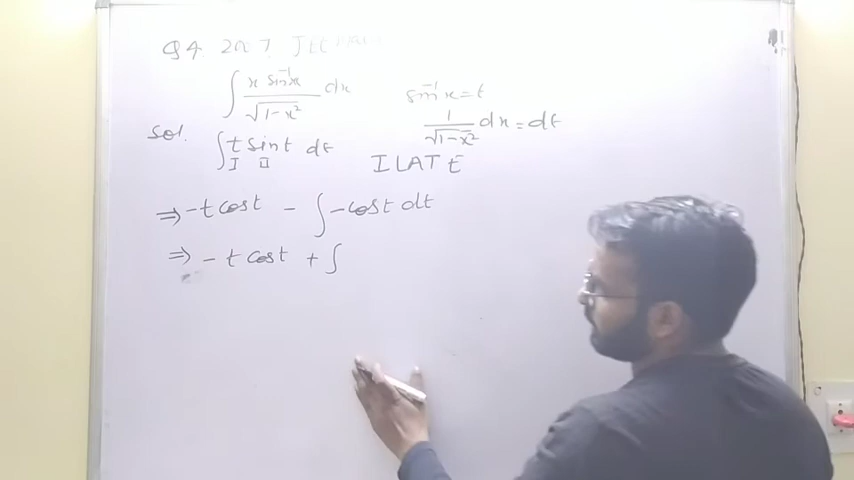 Q4. 2017 JEE MAIN
∫ x sin⁻¹x / √1-x² dx
sin⁻¹x = t
1/√1-x² dx = dt
Sol.
∫ t sint dt
I II
ILATE
⇒ -t cost - ∫ -cost dt
⇒ - t cost + ∫